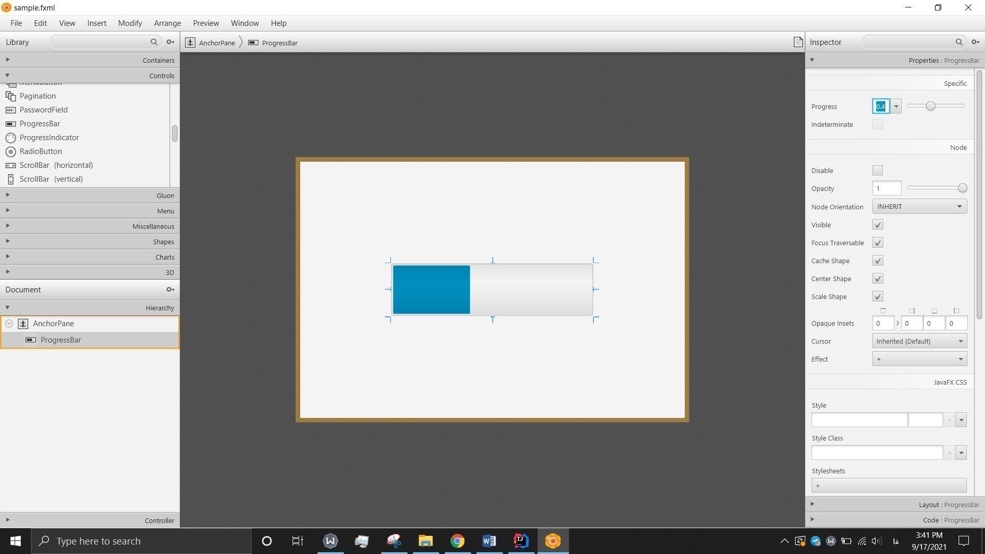 sample.fxml
File Edit View Insert Modify Arrange Preview Window Help
Library
AnchorPane ProgressBar
Inspector
Containers
Controls
MenuButton
Pagination
PasswordField
ProgressBar
ProgressIndicator
RadioButton
ScrollBar (horizontal)
ScrollBar (vertical)
Gluon
Menu
Miscellaneous
Shapes
Charts
3D
Document
Hierarchy
AnchorPane
ProgressBar
Controller
Properties : ProgressBar
Specific
Progress 0.4
Indeterminate
Node
Disable
Opacity 1
Node Orientation INHERIT
Visible
Focus Traversable
Cache Shape
Center Shape
Scale Shape
Opaque Insets 0 0 0 0
Cursor Inherited (Default)
Effect +
JavaFX CSS
Style
Style Class
Stylesheets
+
Layout : ProgressBar
Code : ProgressBar
Type here to search
فا
3:41 PM
9/17/2021